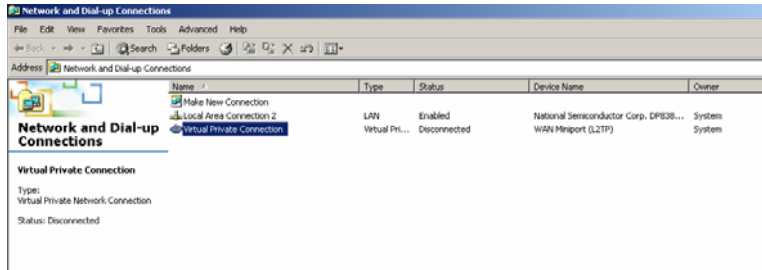 Network and Dial-up Connections
File Edit View Favorites Tools Advanced Help
Back Search Folders
Address Network and Dial-up Connections
Name Type Status Device Name Owner
Make New Connection
Local Area Connection 2 LAN Enabled National Semiconductor Corp. DP838... System
Virtual Private Connection Virtual Pri... Disconnected WAN Miniport (L2TP) System
Network and Dial-up
Connections
Virtual Private Connection
Type:
Virtual Private Network Connection
Status: Disconnected